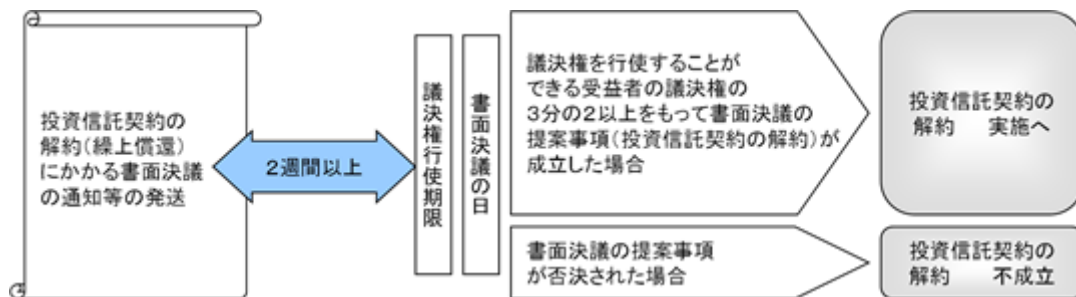 投資信託契約の
解約(繰上償還)
にかかる書面決議
の通知等の発送
2週間以上
議決権行使期限
書面決議の日
議決権を行使することが
できる受益者の議決権の
3分の2以上をもって書面決議の
提案事項(投資信託契約の解約)が
成立した場合
投資信託契約の
解約 実施へ
書面決議の提案事項
が否決された場合
投資信託契約の
解約 不成立